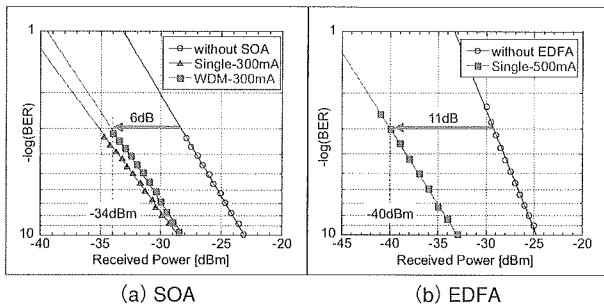 1
without SOA
Single-300mA
WDM-300mA
6dB
-log(BER)
-34dBm
10
-40 -35 -30 -25 -20
Received Power [dBm]
(a) SOA
1
without EDFA
Single-500mA
11dB
-log(BER)
-40dBm
10
-45 -40 -35 -30 -25 -20
Received Power [dBm]
(b) EDFA